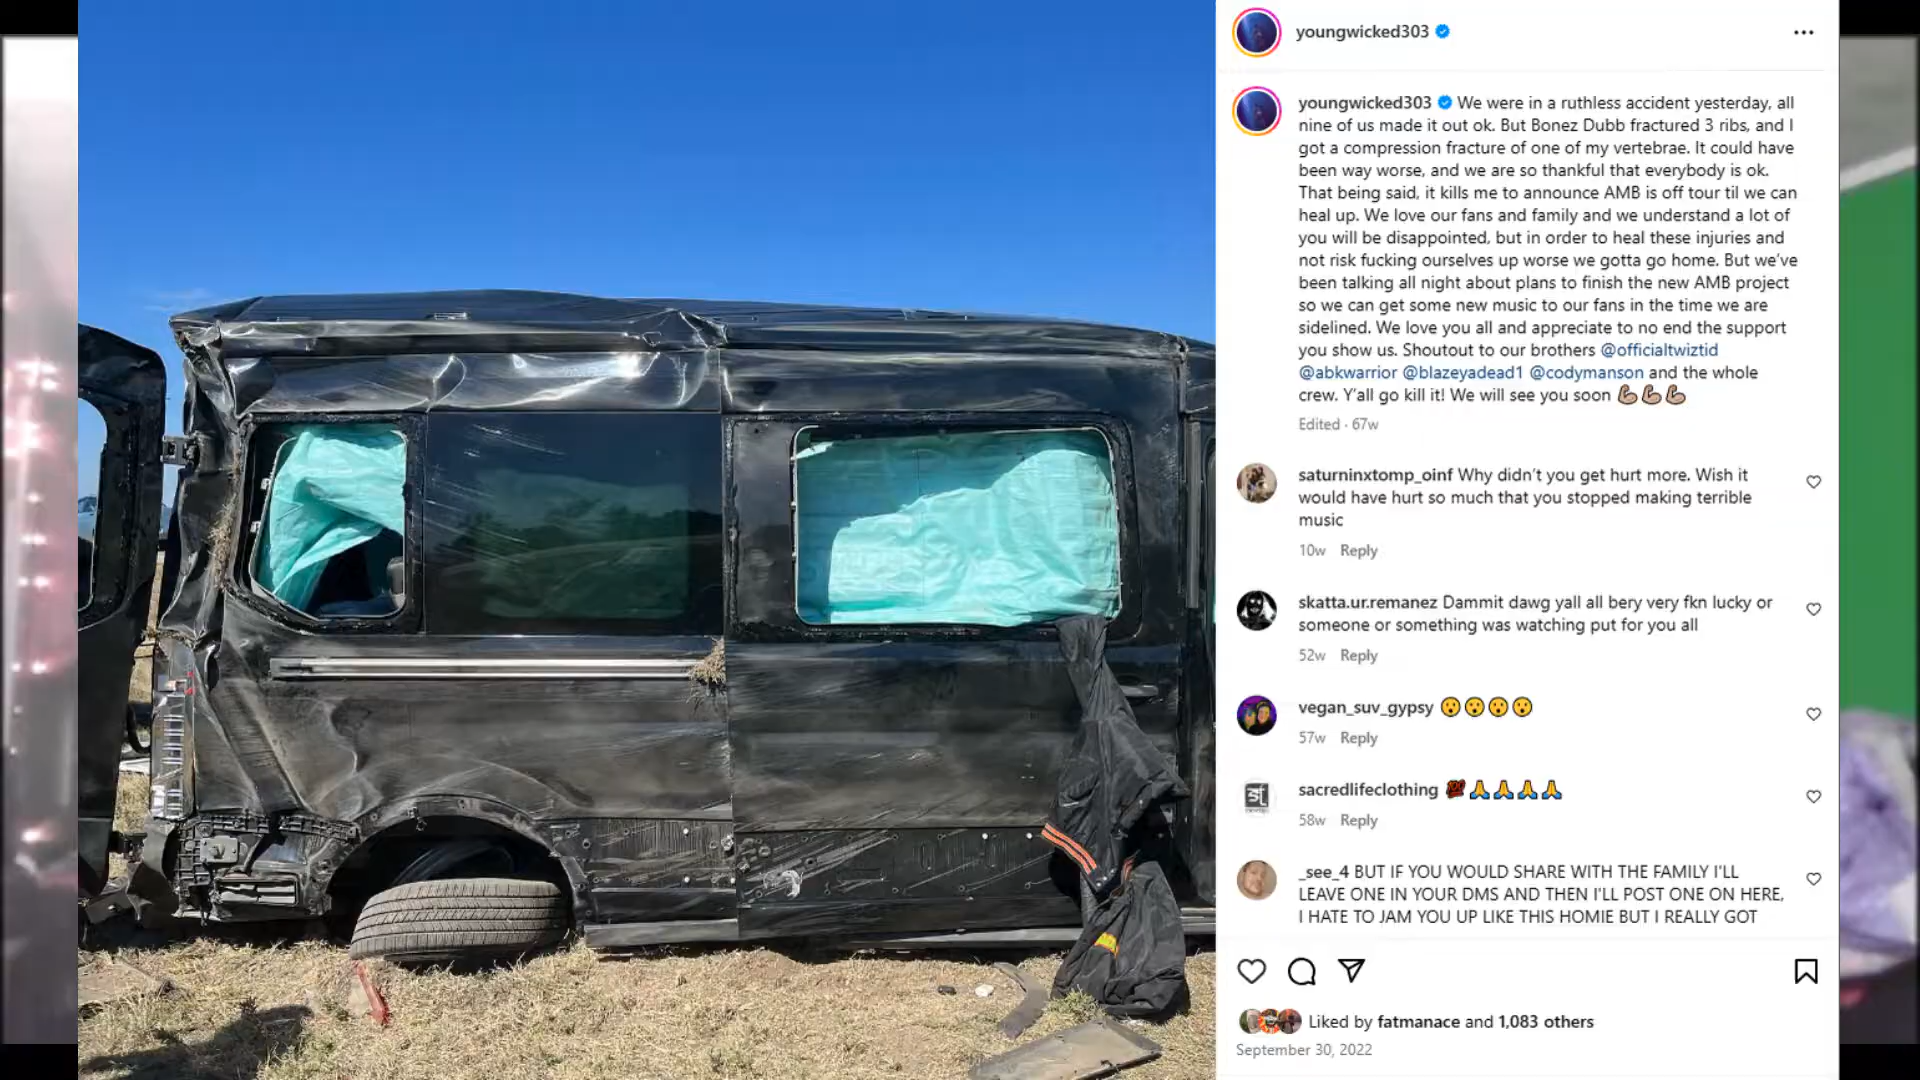 youngwicked303
youngwicked303 We were in a ruthless accident yesterday, all
nine of us made it out ok. But Bonez Dubb fractured 3 ribs, and I
got a compression fracture of one of my vertebrae. It could have
been way worse, and we are so thankful that everybody is ok.
That being said, it kills me to announce AMB is off tour til we can
heal up. We love our fans and family and we understand a lot of
you will be disappointed, but in order to heal these injuries and
not risk fucking ourselves up worse we gotta go home. But we've
been talking all night about plans to finish the new AMB project
so we can get some new music to our fans in the time we are
sidelined. We love you all and appreciate to no end the support
you show us. Shoutout to our brothers @officialtwiztid
@abkwarrior @blazeyadead1 @codymanson and the whole
crew. Y'all go kill it! We will see you soon 💪🏽💪🏽💪🏽
Edited · 67w
saturninxtomp_oinf Why didn't you get hurt more. Wish it
would have hurt so much that you stopped making terrible
music
10w Reply
skatta.ur.remanez Dammit dawg yall all bery very fkn lucky or
someone or something was watching put for you all
52w Reply
vegan_suv_gypsy 😮😮😮😮
57w Reply
sacredlifeclothing 💯🙏🙏🙏🙏
58w Reply
_see_4 BUT IF YOU WOULD SHARE WITH THE FAMILY I'LL
LEAVE ONE IN YOUR DMS AND THEN I'LL POST ONE ON HERE,
I HATE TO JAM YOU UP LIKE THIS HOMIE BUT I REALLY GOT
Liked by fatmanace and 1,083 others
September 30, 2022